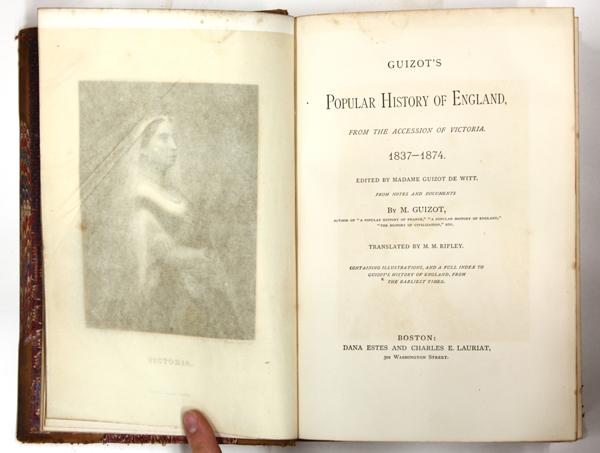 VICTORIA.
GUIZOT'S
POPULAR HISTORY OF ENGLAND,
FROM THE ACCESSION OF VICTORIA.
1837–1874.
EDITED BY MADAME GUIZOT DE WITT,
FROM NOTES AND DOCUMENTS
BY M. GUIZOT,
AUTHOR OF "A POPULAR HISTORY OF FRANCE," "A POPULAR HISTORY OF ENGLAND,"
"THE HISTORY OF CIVILIZATION," ETC.
TRANSLATED BY M. M. RIPLEY.
CONTAINING ILLUSTRATIONS, AND A FULL INDEX TO
GUIZOT'S HISTORY OF ENGLAND, FROM
THE EARLIEST TIMES.
BOSTON:
DANA ESTES AND CHARLES E. LAURIAT,
301 WASHINGTON STREET.